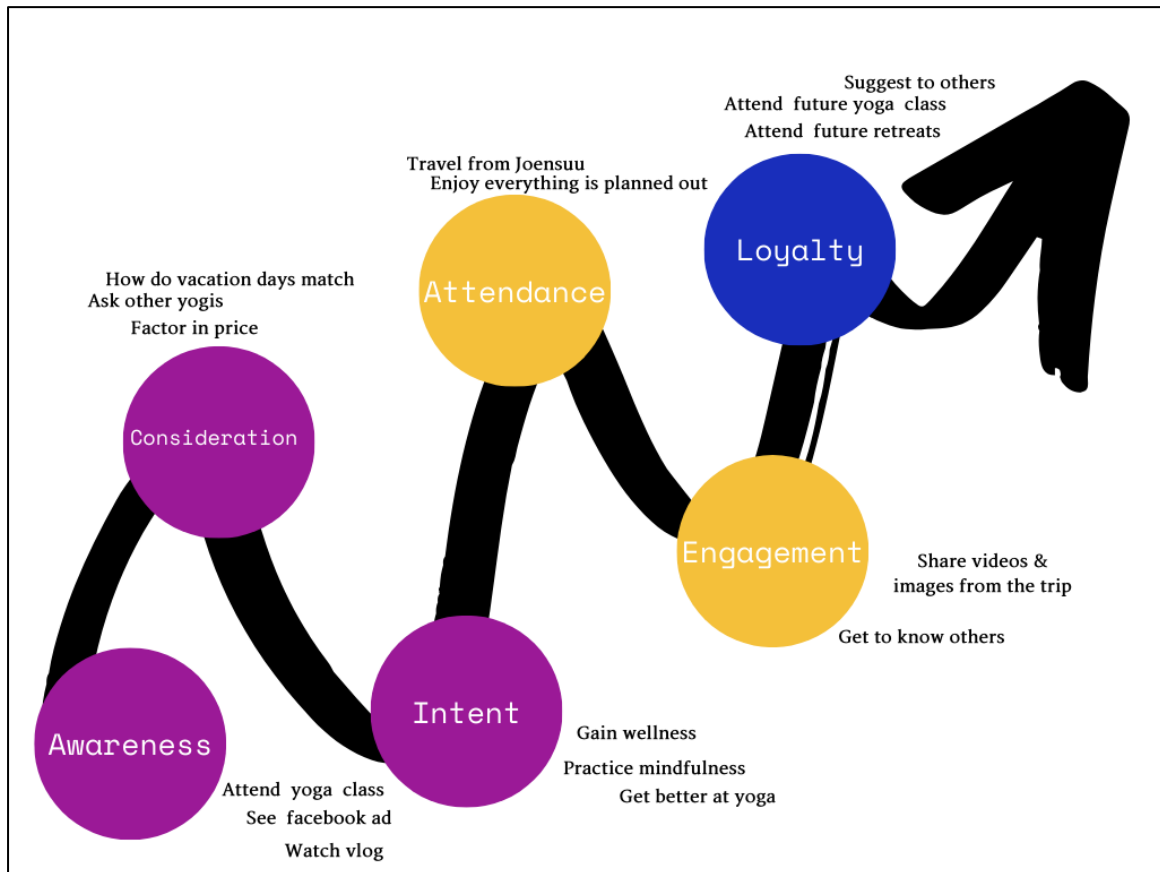 Suggest to others
Attend future yoga class
Attend future retreats
Loyalty
Travel from Joensuu
Enjoy everything is planned out
Attendance
How do vacation days match
Ask other yogis
Factor in price
Consideration
Engagement
Share videos &
images from the trip
Get to know others
Intent
Gain wellness
Practice mindfulness
Get better at yoga
Awareness
Attend yoga class
See facebook ad
Watch vlog